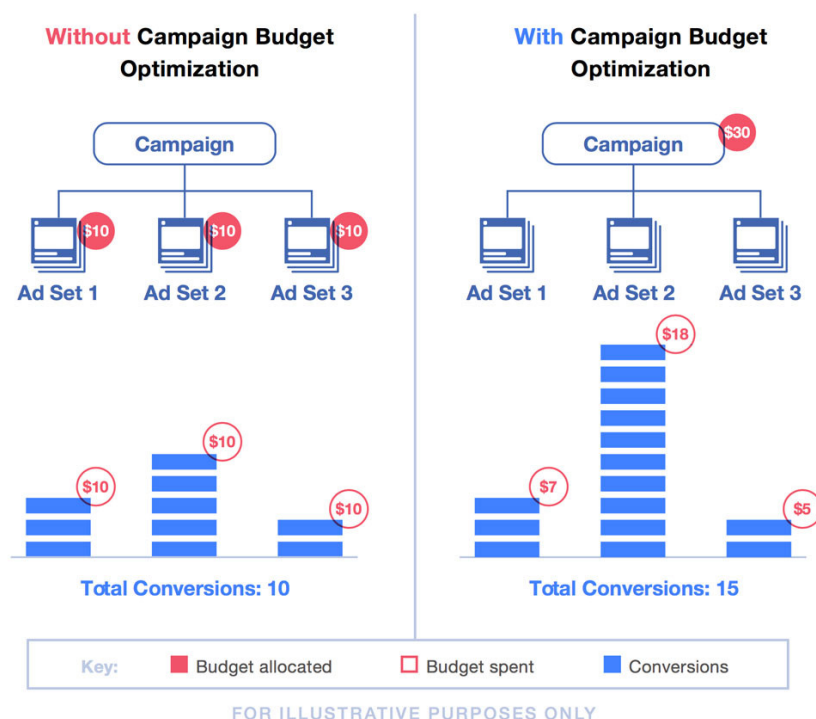 Without Campaign Budget
Optimization
Campaign
$10
$10
$10
Ad Set 1
Ad Set 2
Ad Set 3
$10
$10
$10
Total Conversions: 10
With Campaign Budget
Optimization
Campaign
$30
Ad Set 1
Ad Set 2
Ad Set 3
$18
$7
$5
Total Conversions: 15
Key:
Budget allocated
Budget spent
Conversions
FOR ILLUSTRATIVE PURPOSES ONLY